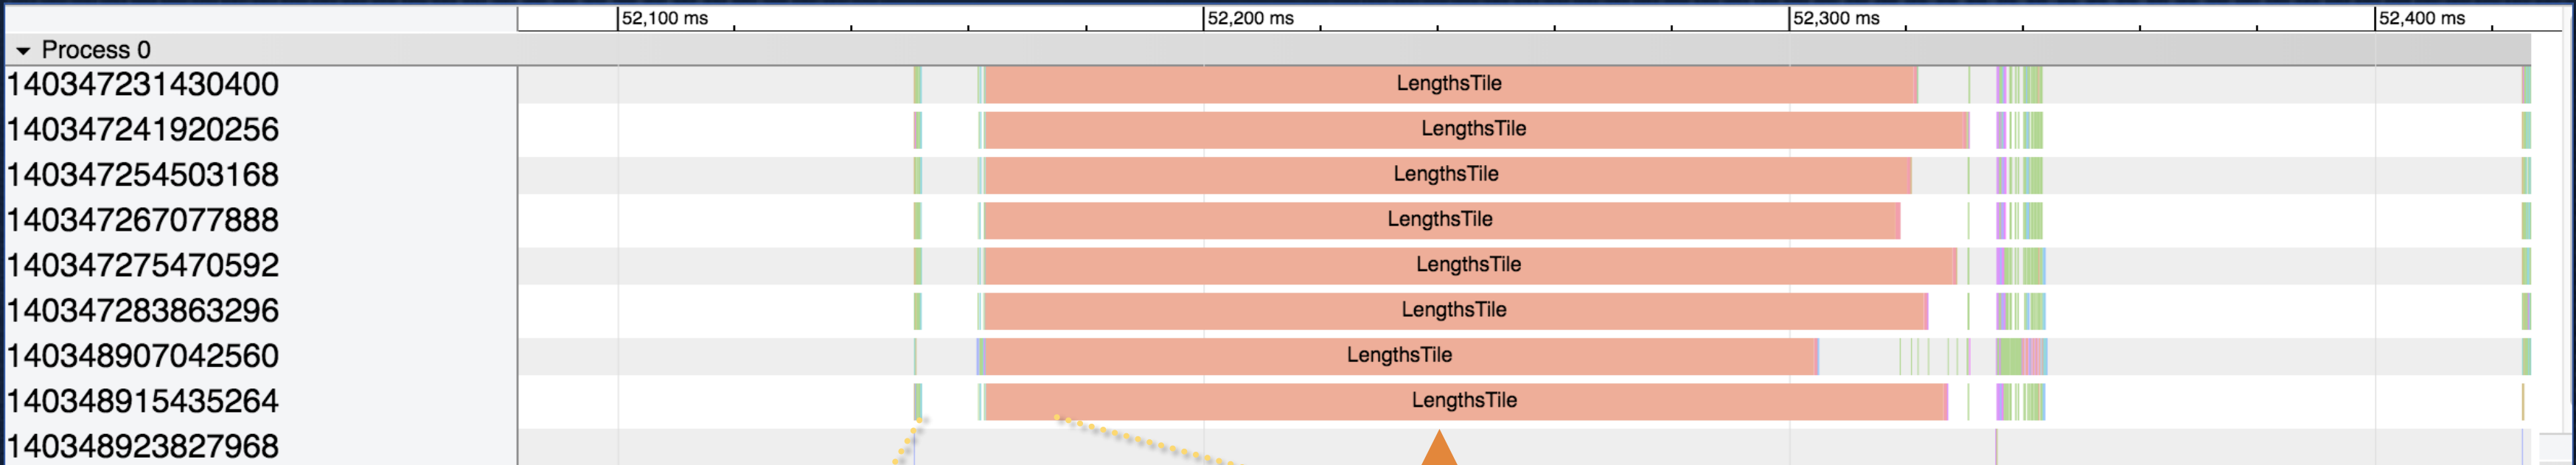 52,100 ms 52,200 ms 52,300 ms 52,400 ms
Process 0
140347231430400 LengthsTile
140347241920256 LengthsTile
140347254503168 LengthsTile
140347267077888 LengthsTile
140347275470592 LengthsTile
140347283863296 LengthsTile
140348907042560 LengthsTile
140348915435264 LengthsTile
140348923827968